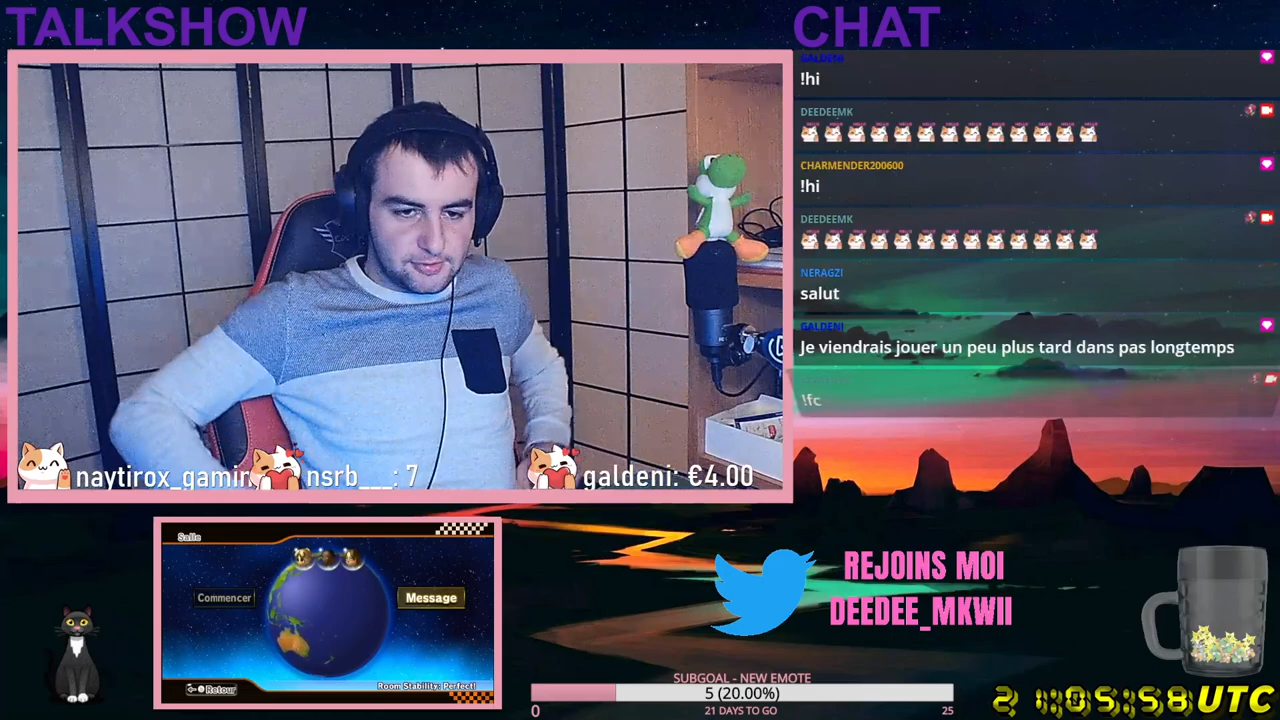 TALKSHOW
CHAT
GALDENI
!hi
DEEDEEMK
CHARMENDER200600
!hi
DEEDEEMK
NERAGZI
salut
GALDENI
Je viendrais jouer un peu plus tard dans pas longtemps
!fc
naytirox_gamin
nsrb___: 7
galdeni: €4.00
Salle
Commencer
Message
Retour
Room Stability: Perfect!
REJOINS MOI
DEEDEE_MKWII
SUBGOAL - NEW EMOTE
5 (20.00%)
0
21 DAYS TO GO
25
UTC